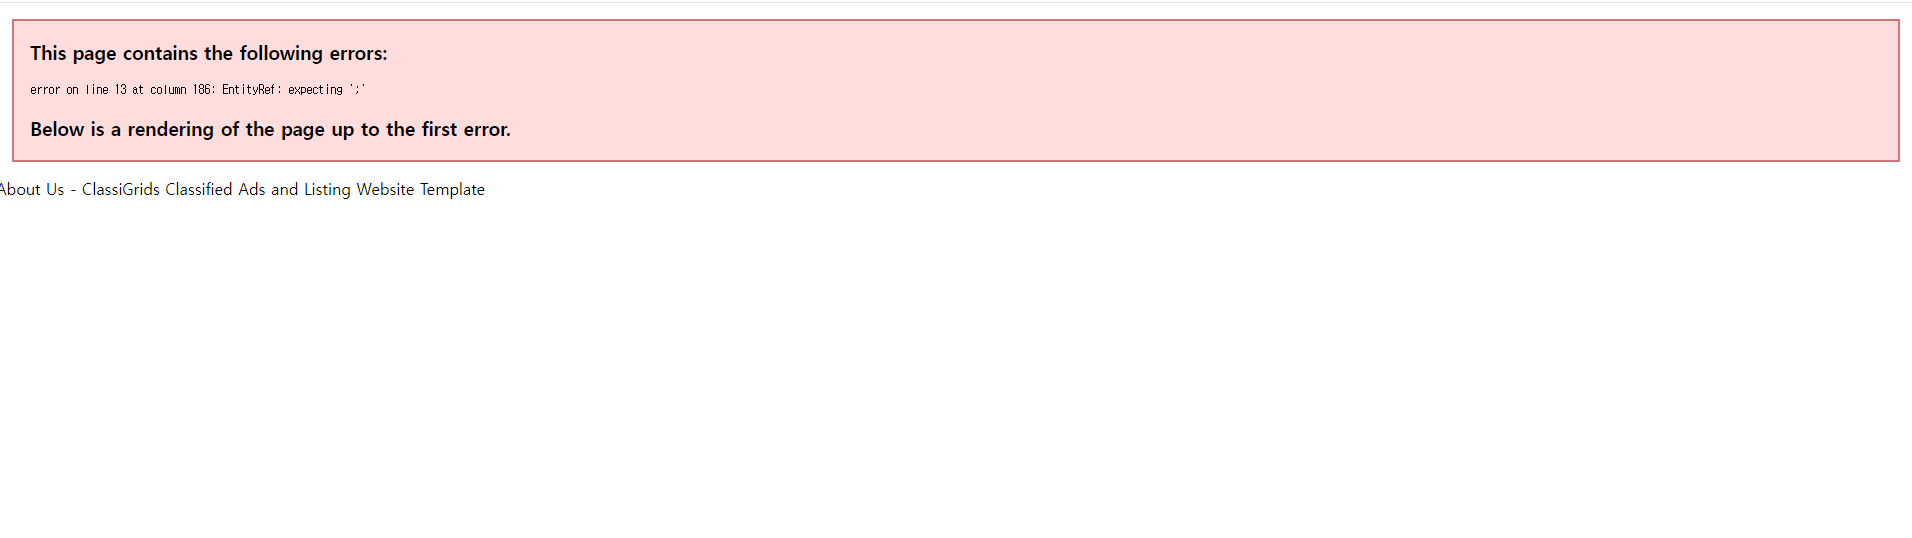 This page contains the following errors:
error on line 13 at column 186: EntityRef: expecting ';'
Below is a rendering of the page up to the first error.
About Us - ClassiGrids Classified Ads and Listing Website Template